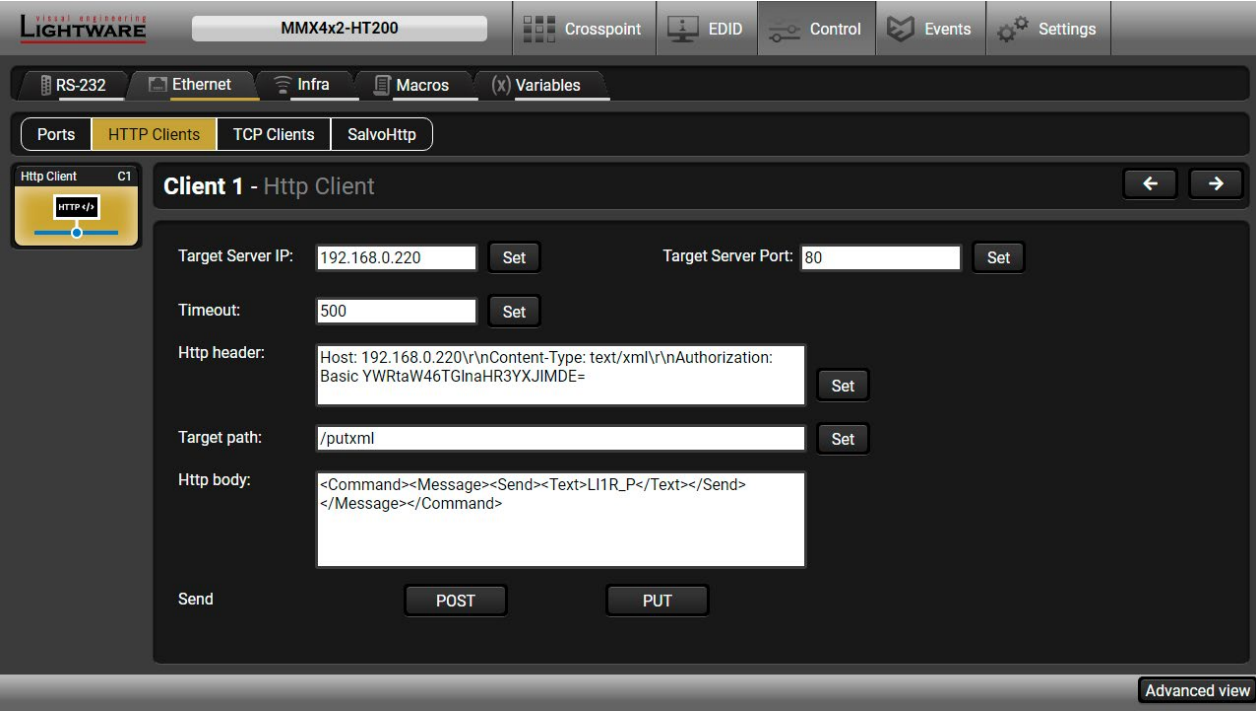 visual engineering
LIGHTWARE
MMX4x2-HT200
Crosspoint
EDID
Control
Events
Settings
RS-232
Ethernet
Infra
Macros
(x) Variables
Ports
HTTP Clients
TCP Clients
SalvoHttp
Http Client C1
HTTP </>
Client 1 - Http Client
Target Server IP: 192.168.0.220 Set
Target Server Port: 80 Set
Timeout: 500 Set
Http header: Host: 192.168.0.220\r\nContent-Type: text/xml\r\nAuthorization:
Basic YWRtaW46TGlnaHR3YXJlMDE=
Set
Target path: /putxml Set
Http body: <Command><Message><Send><Text>LI1R_P</Text></Send>
</Message></Command>
Send POST PUT
Advanced view